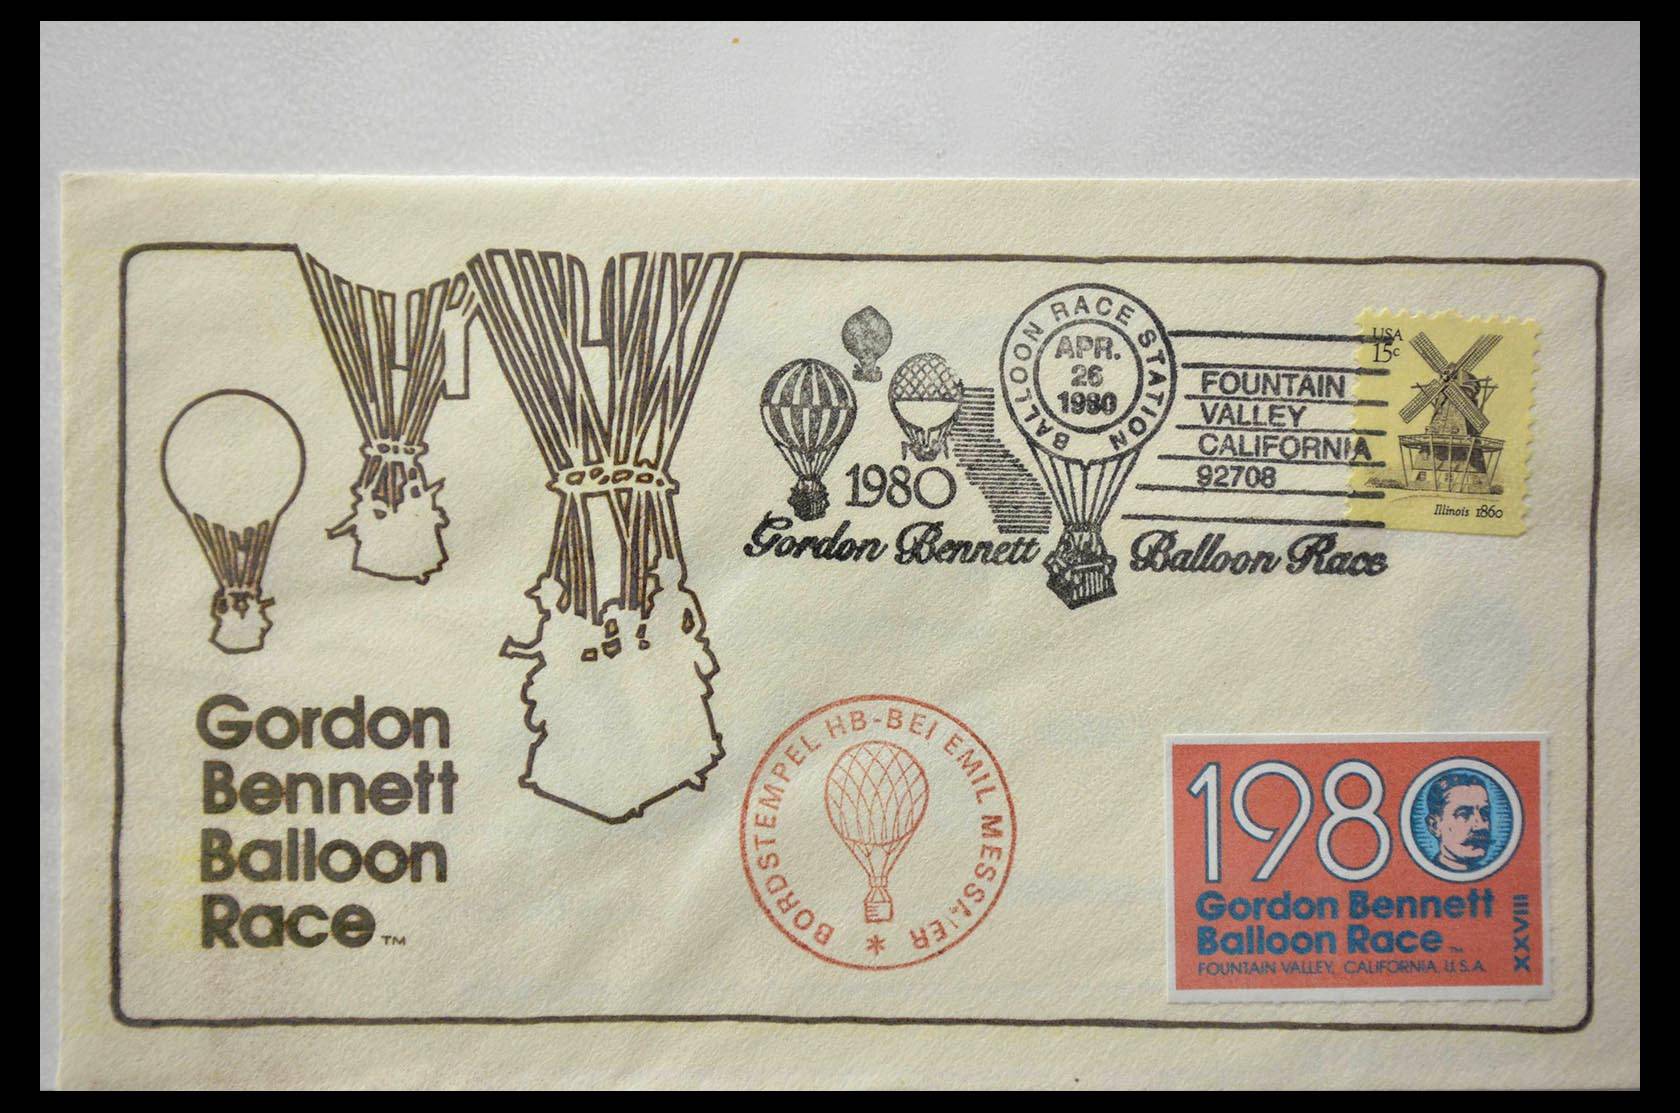 BALLOON RACE STATION
APR.
26
1980
FOUNTAIN
VALLEY
CALIFORNIA
92708
USA
15c
Illinois 1860
1980
Gordon Bennett Balloon Race
Gordon
Bennett
Balloon
Race™
BORDSTEMPEL HB-BEI EMIL MESSNER *
1980
Gordon Bennett
Balloon Race™
FOUNTAIN VALLEY, CALIFORNIA, U.S.A.
XXVIII